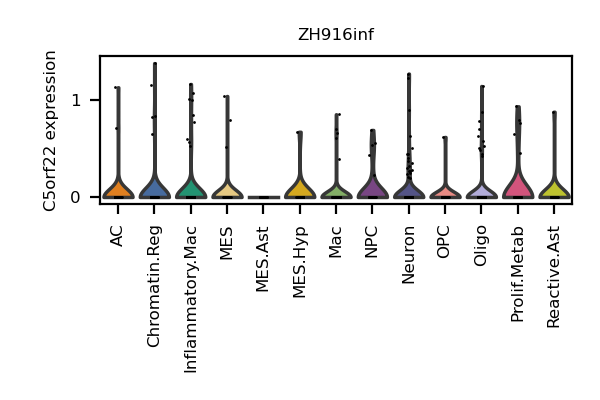 ZH916inf
C5orf22 expression
1
0
AC
Chromatin.Reg
Inflammatory.Mac
MES
MES.Ast
MES.Hyp
Mac
NPC
Neuron
OPC
Oligo
Prolif.Metab
Reactive.Ast